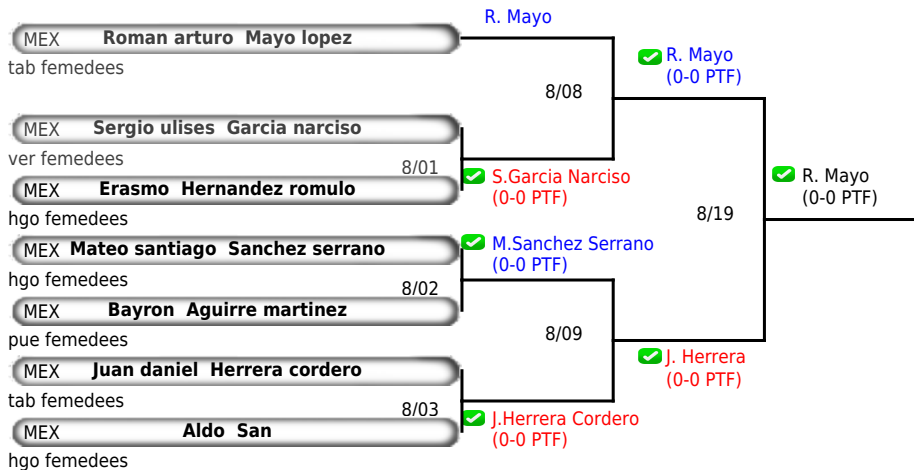 R. Mayo
MEX Roman arturo Mayo lopez
tab femedees
R. Mayo
(0-0 PTF)
8/08
MEX Sergio ulises Garcia narciso
ver femedees
8/01
S.Garcia Narciso
(0-0 PTF)
MEX Erasmo Hernandez romulo
hgo femedees
R. Mayo
(0-0 PTF)
8/19
MEX Mateo santiago Sanchez serrano
hgo femedees
M.Sanchez Serrano
(0-0 PTF)
8/02
MEX Bayron Aguirre martinez
pue femedees
8/09
MEX Juan daniel Herrera cordero
tab femedees
J. Herrera
(0-0 PTF)
8/03
J.Herrera Cordero
(0-0 PTF)
MEX Aldo San
hgo femedees